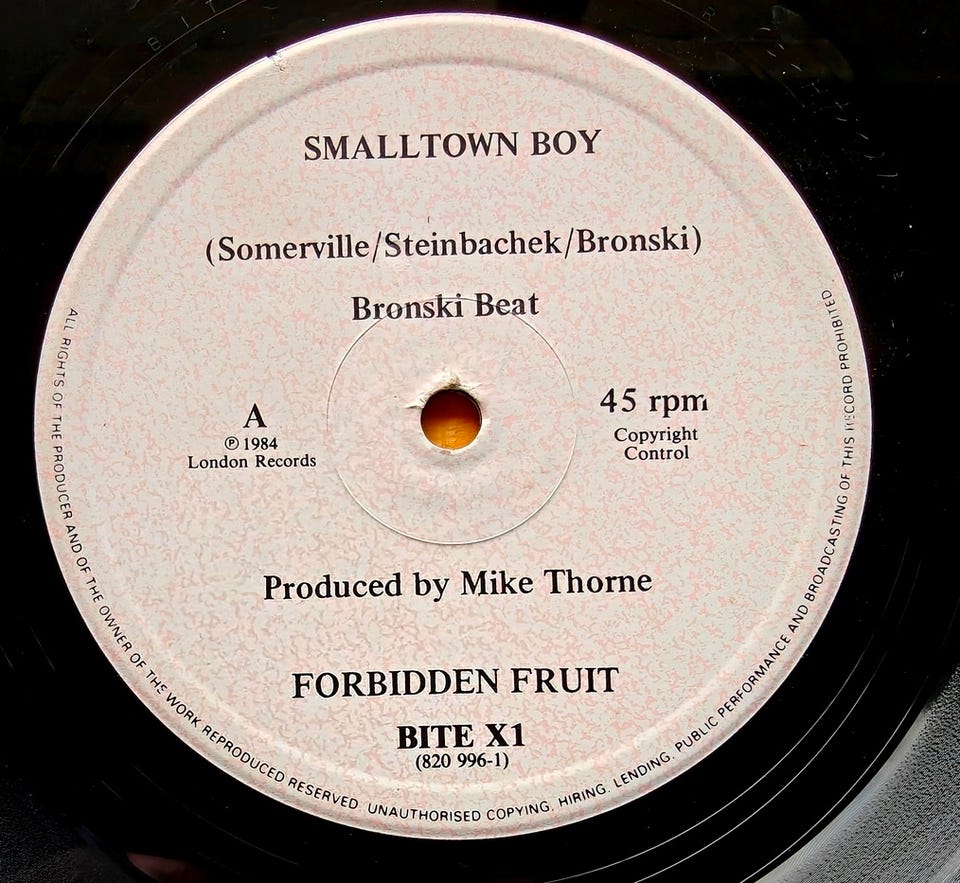 SMALLTOWN BOY
(Somerville/Steinbachek/Bronski)
Bronski Beat
A
℗ 1984
London Records
45 rpm
Copyright
Control
Produced by Mike Thorne
FORBIDDEN FRUIT
BITE X1
(820 996-1)
ALL RIGHTS OF THE PRODUCER AND OF THE OWNER OF THE WORK REPRODUCED RESERVED. UNAUTHORISED COPYING, HIRING, LENDING, PUBLIC PERFORMANCE AND BROADCASTING OF THIS RECORD PROHIBITED